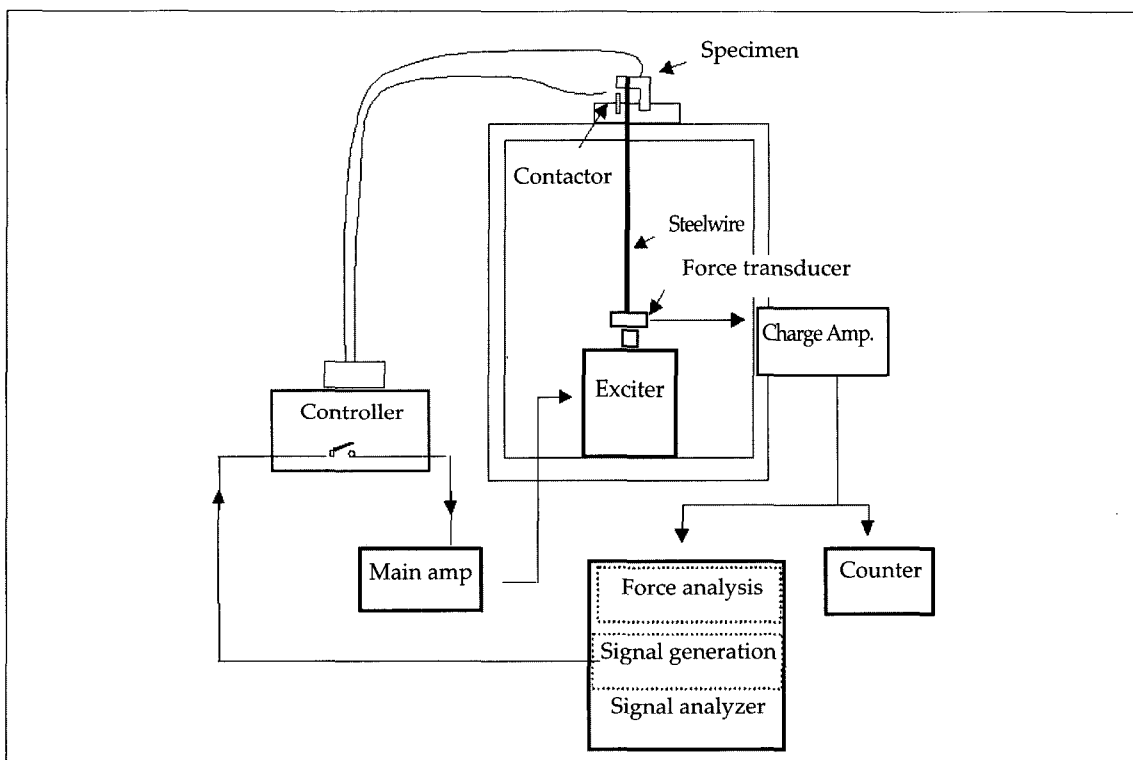 Specimen
Contactor
Steelwire
Force transducer
Charge Amp.
Exciter
Controller
Main amp
Force analysis
Counter
Signal generation
Signal analyzer